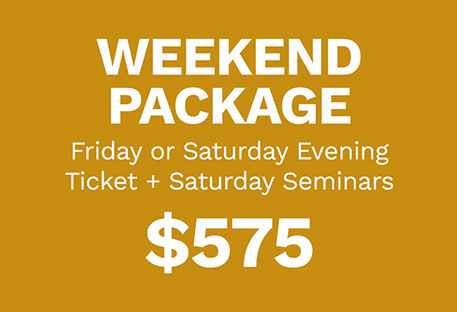 WEEKEND
PACKAGE
Friday or Saturday Evening
Ticket + Saturday Seminars
$575